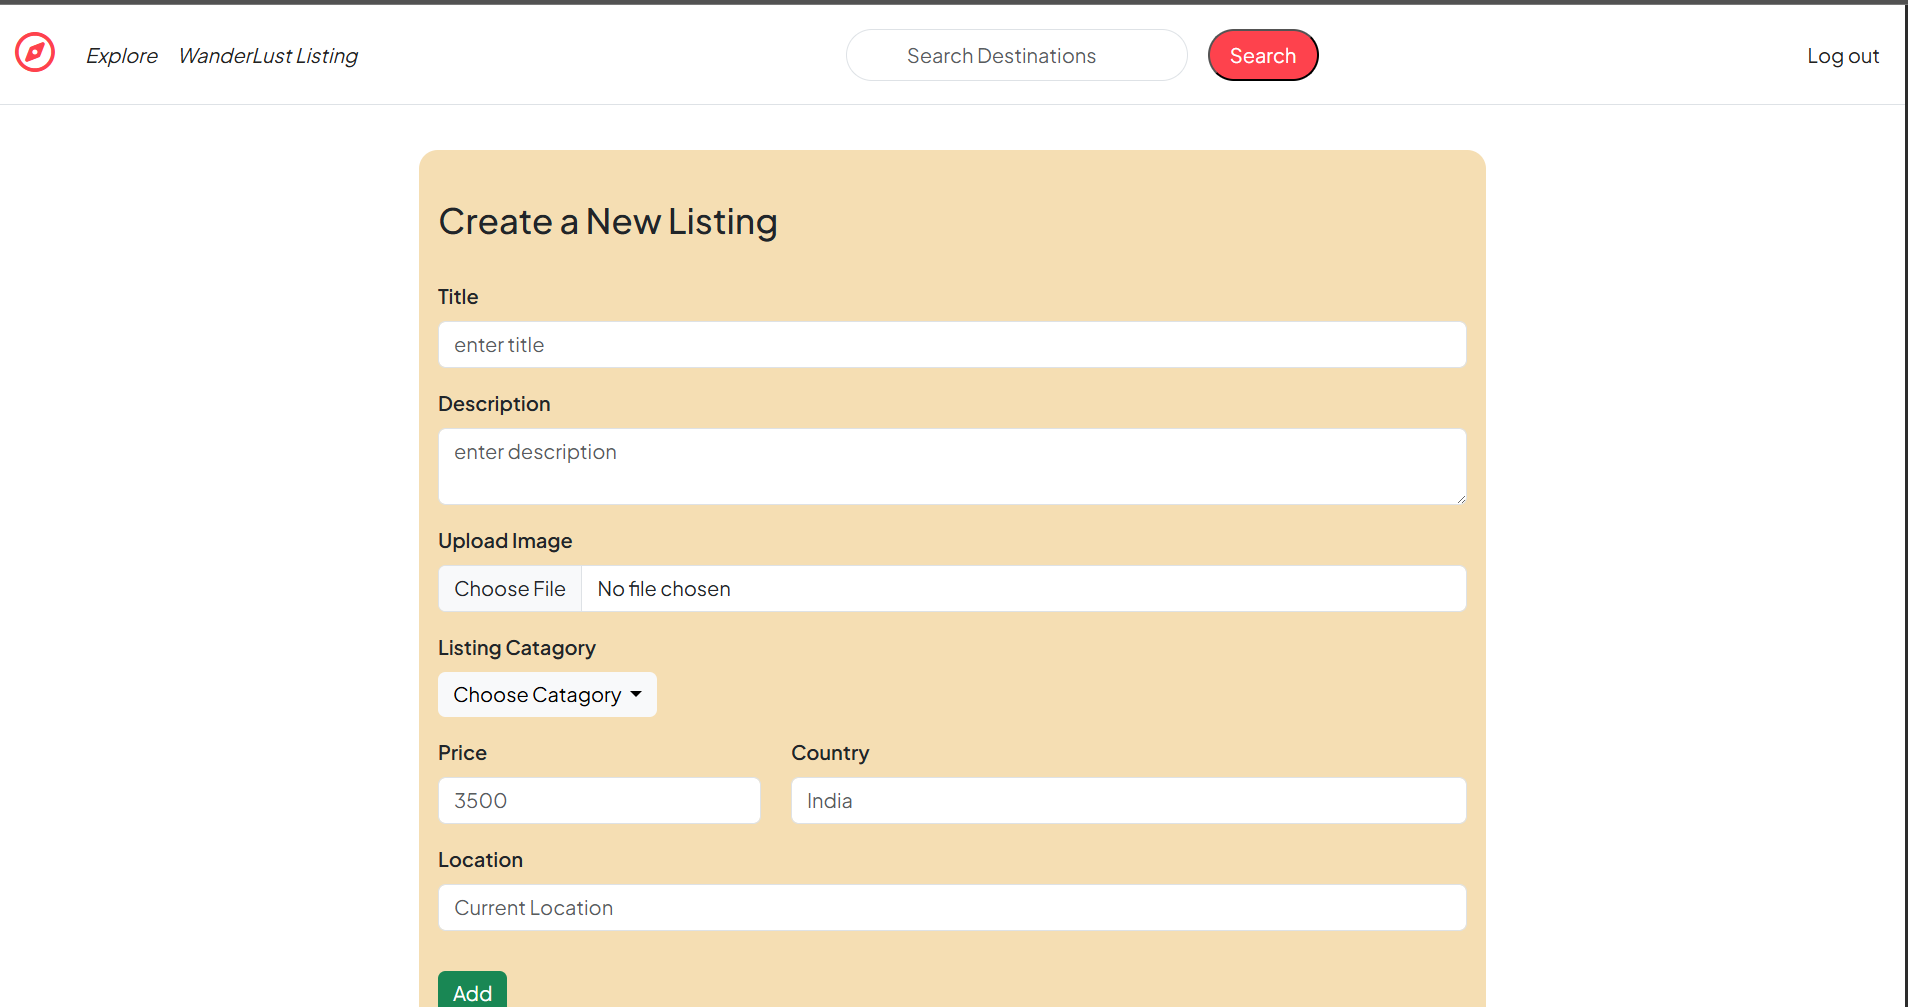 Explore WanderLust Listing Search Destinations Search Log out
Create a New Listing
Title
enter title
Description
enter description
Upload Image
Choose File No file chosen
Listing Catagory
Choose Catagory
Price Country
3500 India
Location
Current Location
Add